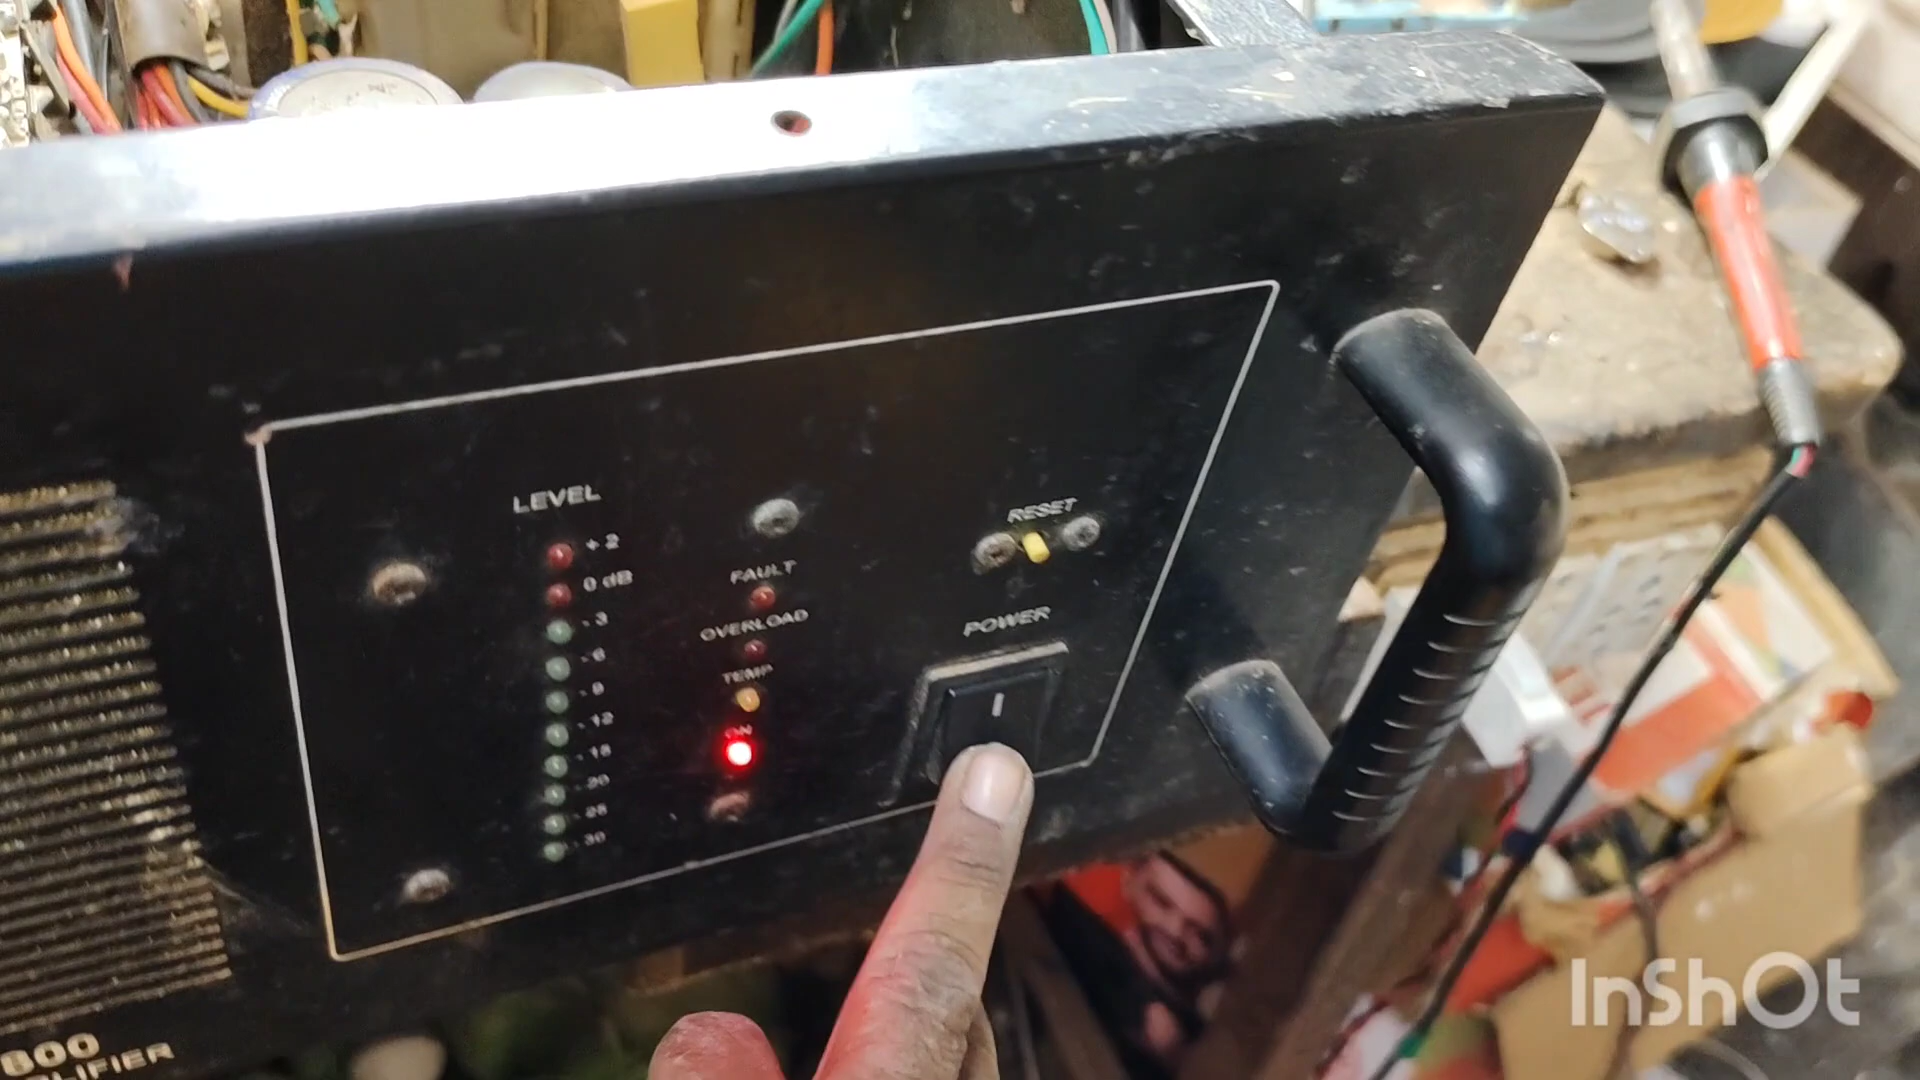 LEVEL
+ 2
0 dB
- 3
- 6
- 9
- 12
- 18
- 20
- 25
- 30
FAULT
OVERLOAD
TEMP
ON
RESET
POWER
I
800
LIFIER
InShOt